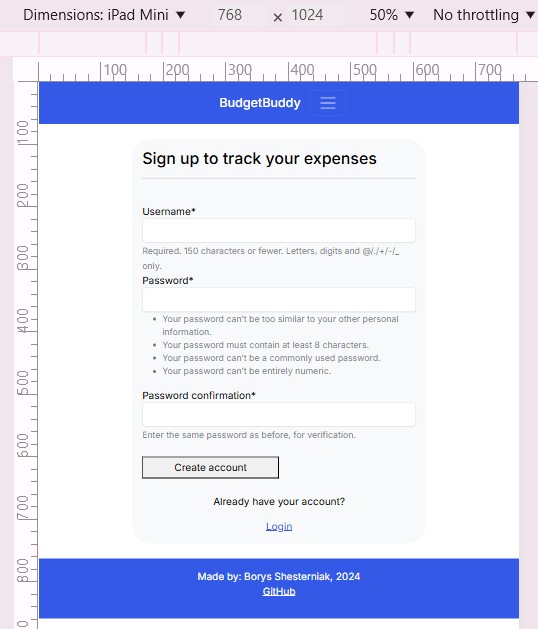 Dimensions: iPad Mini ▼ 768 × 1024 50% ▼ No throttling ▼
100 200 300 400 500 600 700
100
200
300
400
500
600
700
800
BudgetBuddy
Sign up to track your expenses
Username*
Required. 150 characters or fewer. Letters, digits and @/./+/-/_
only.
Password*
• Your password can't be too similar to your other personal
information.
• Your password must contain at least 8 characters.
• Your password can't be a commonly used password.
• Your password can't be entirely numeric.
Password confirmation*
Enter the same password as before, for verification.
Create account
Already have your account?
Login
Made by: Borys Shesterniak, 2024
GitHub